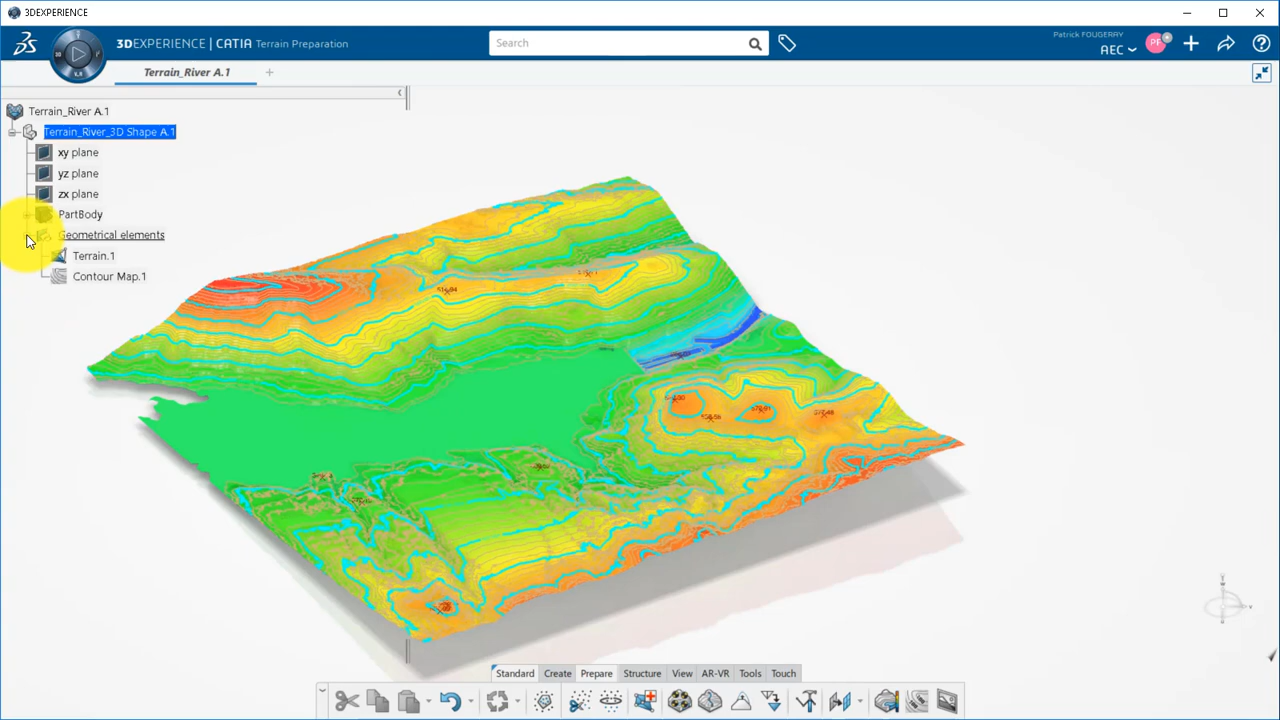 3DEXPERIENCE
3DEXPERIENCE | CATIA Terrain Preparation
Search
Patrick FOUGERAY
AEC
PF
Terrain_River A.1
Terrain_River A.1
Terrain_River_3D Shape A.1
xy plane
yz plane
zx plane
PartBody
Geometrical elements
Terrain.1
Contour Map.1
Standard Create Prepare Structure View AR-VR Tools Touch